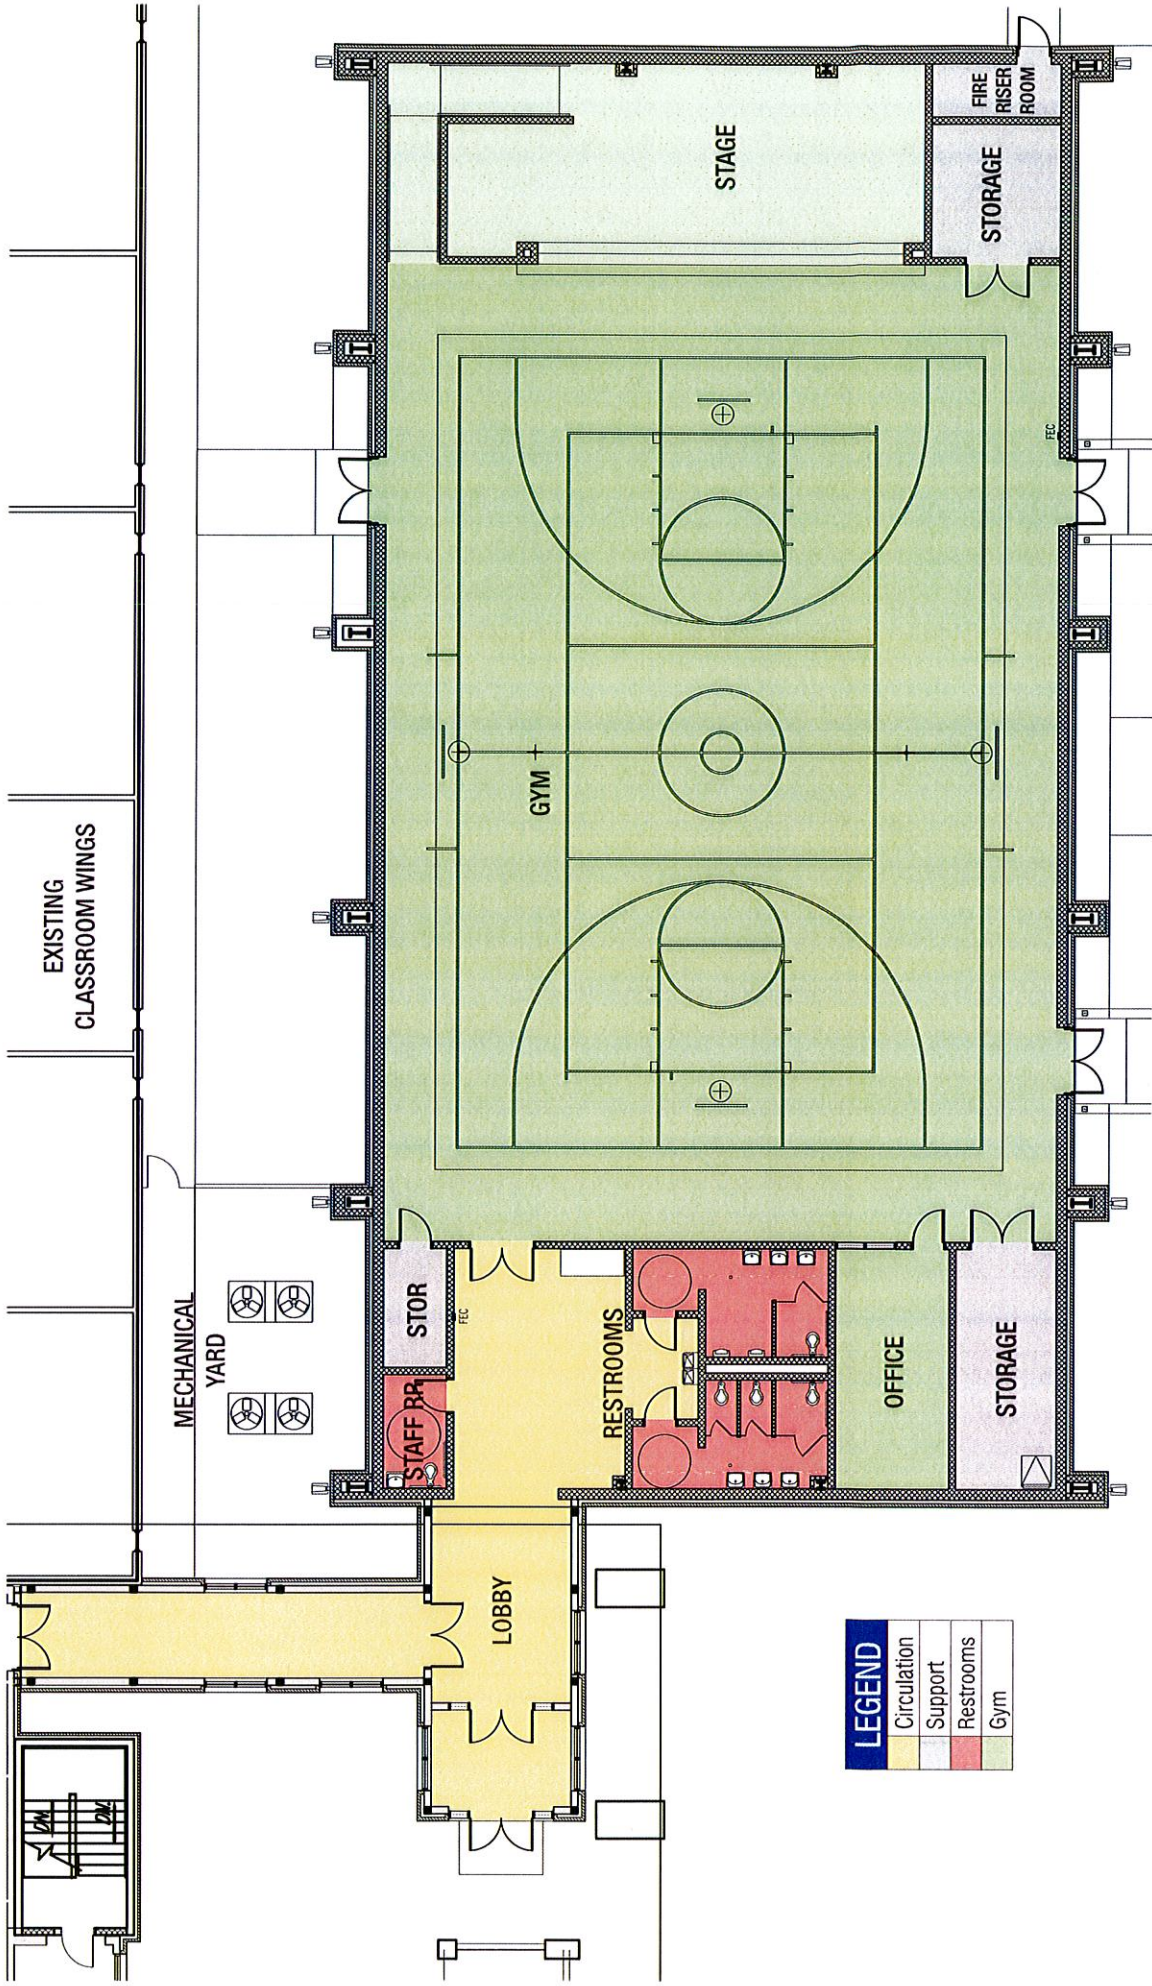 EXISTING
CLASSROOM WINGS
MECHANICAL
YARD
DN
DN
STAFF RR
STOR
FEC
LOBBY
RESTROOMS
GYM
STAGE
OFFICE
STORAGE
STORAGE
FIRE
RISER
ROOM
FEC
LEGEND
Circulation
Support
Restrooms
Gym